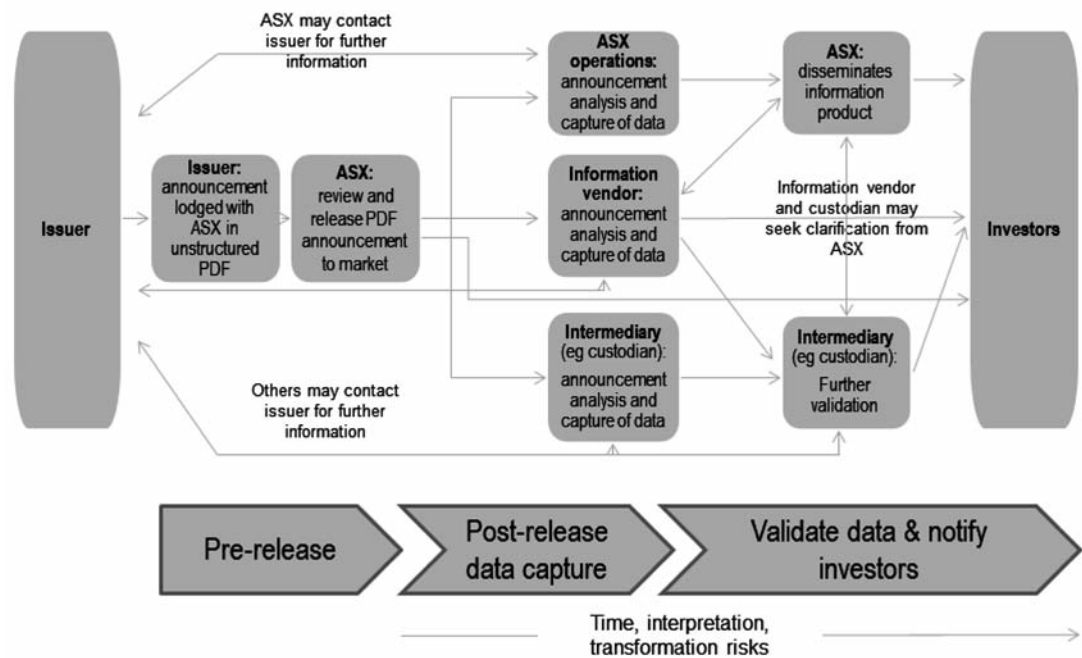 ASX may contact
issuer for further
information
Issuer
Issuer:
announcement
lodged with
ASX in
unstructured
PDF
ASX:
review and
release PDF
announcement
to market
ASX
operations:
announcement
analysis and
capture of data
Information
vendor:
announcement
analysis and
capture of data
Intermediary
(eg custodian):
announcement
analysis and
capture of data
ASX:
disseminates
information
product
Information vendor
and custodian may
seek clarification from
ASX
Intermediary
(eg custodian):
Further
validation
Investors
Others may contact
issuer for further
information
Pre-release
Post-release
data capture
Validate data & notify
investors
Time, interpretation,
transformation risks